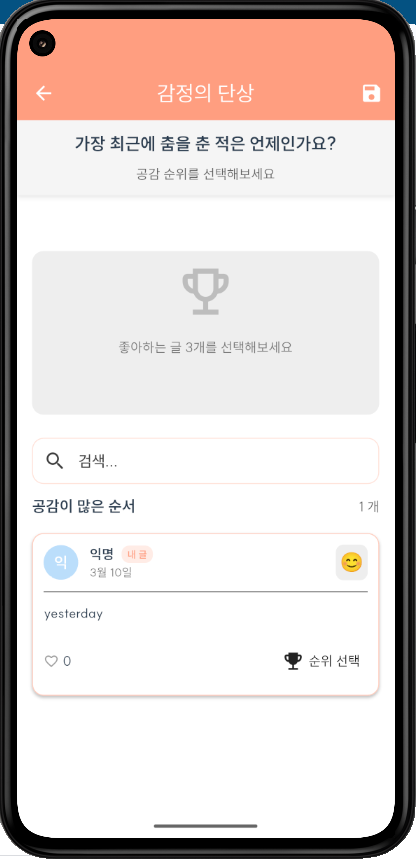 감정의 단상
가장 최근에 춤을 춘 적은 언제인가요?
공감 순위를 선택해보세요
좋아하는 글 3개를 선택해보세요
검색...
공감이 많은 순서
1 개
익
익명
내 글
3월 10일
yesterday
0
순위 선택